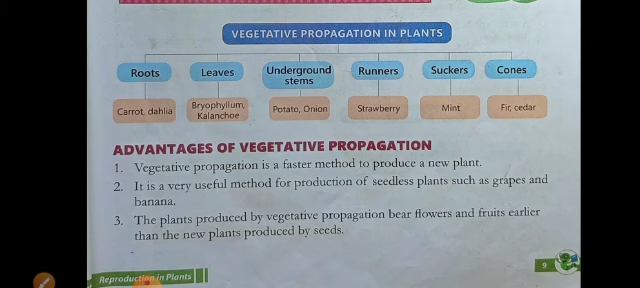 VEGETATIVE PROPAGATION IN PLANTS
Roots
Leaves
Underground
stems
Runners
Suckers
Cones
Carrot, dahlia
Bryophyllum,
Kalanchoe
Potato, Onion
Strawberry
Mint
Fir, cedar
ADVANTAGES OF VEGETATIVE PROPAGATION
1. Vegetative propagation is a faster method to produce a new plant.
2. It is a very useful method for production of seedless plants such as grapes and
banana.
3. The plants produced by vegetative propagation bear flowers and fruits earlier
than the new plants produced by seeds.
9
Reproduction in Plants